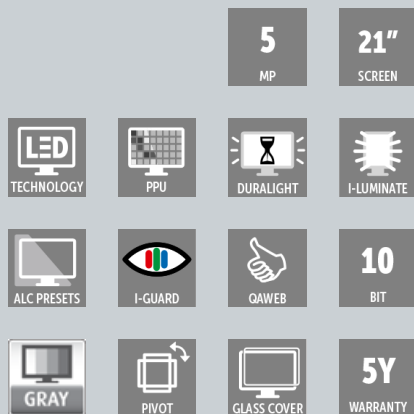 5
MP
21"
SCREEN
LED
TECHNOLOGY
PPU
DURALIGHT
I-LUMINATE
ALC PRESETS
I-GUARD
QAWEB
10
BIT
GRAY
PIVOT
GLASS COVER
5Y
WARRANTY